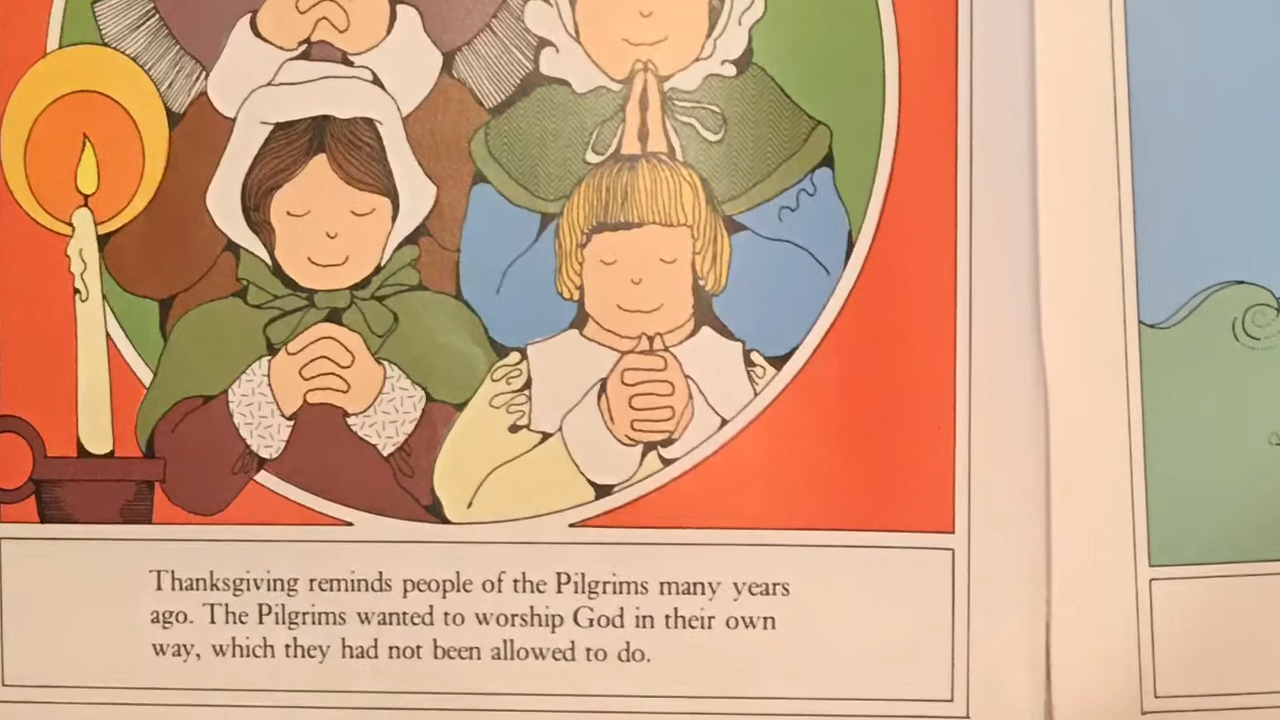 Thanksgiving reminds people of the Pilgrims many years
ago. The Pilgrims wanted to worship God in their own
way, which they had not been allowed to do.